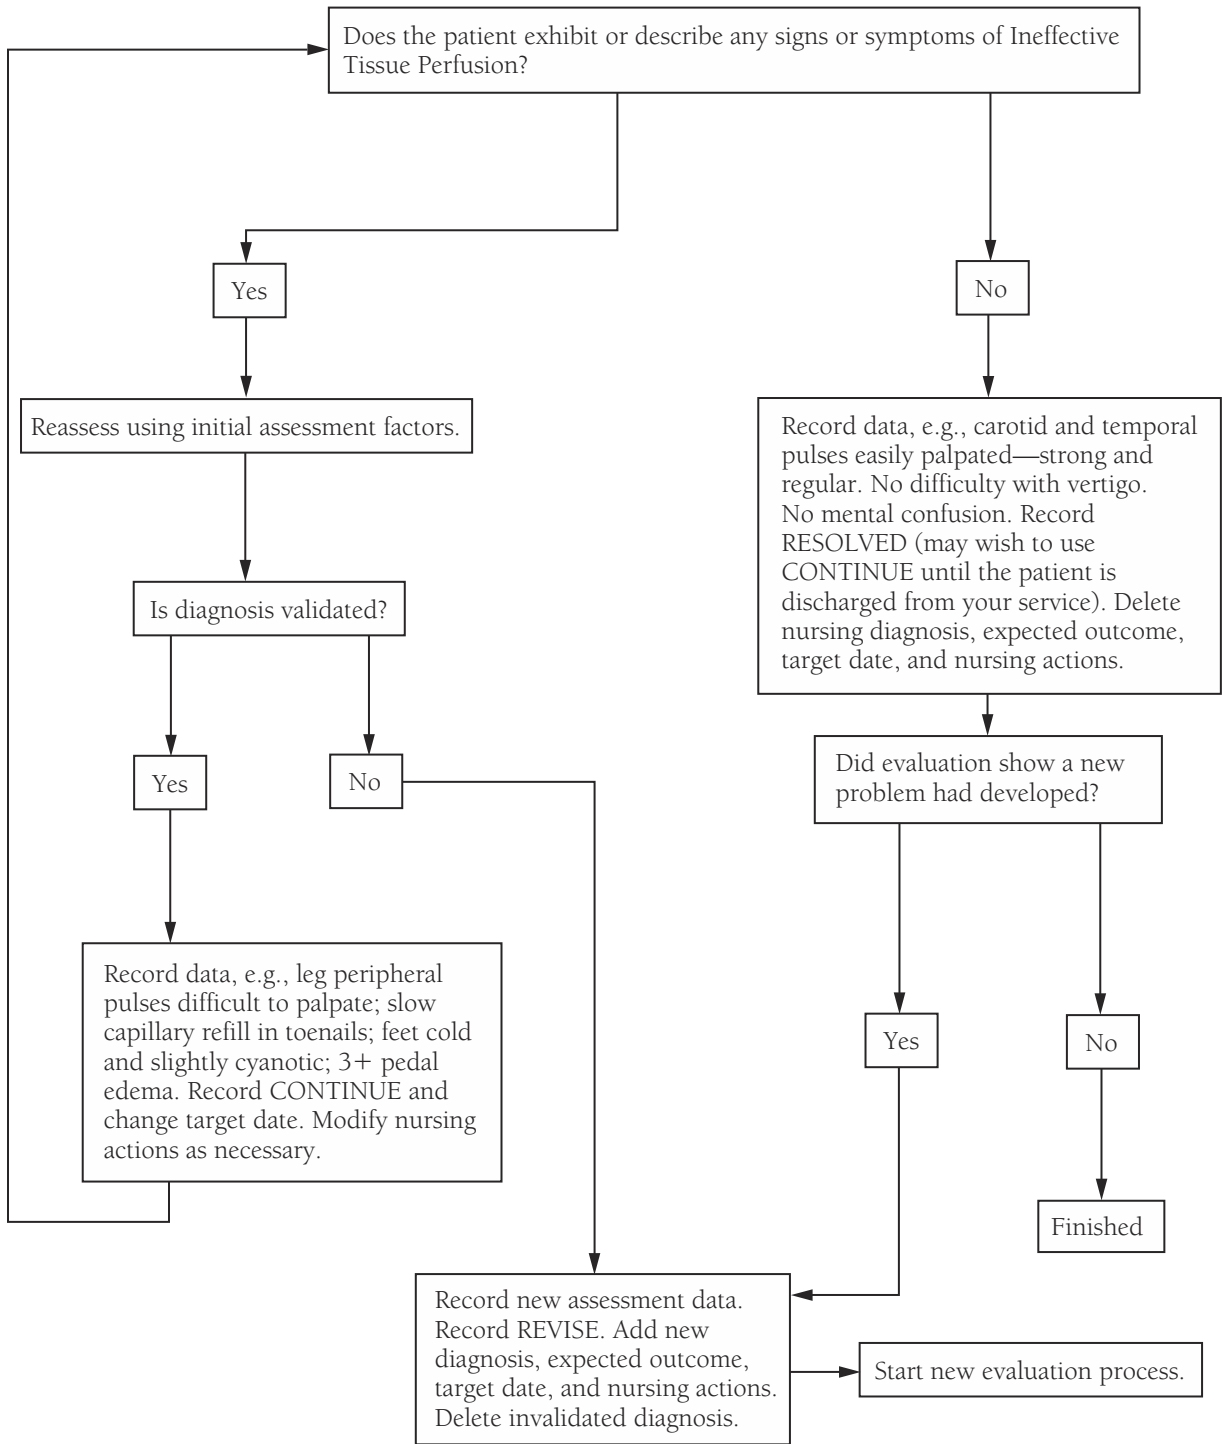 Does the patient exhibit or describe any signs or symptoms of Ineffective
Tissue Perfusion?
Yes
No
Reassess using initial assessment factors.
Record data, e.g., carotid and temporal
pulses easily palpated—strong and
regular. No difficulty with vertigo.
No mental confusion. Record
RESOLVED (may wish to use
CONTINUE until the patient is
discharged from your service). Delete
nursing diagnosis, expected outcome,
target date, and nursing actions.
Is diagnosis validated?
Did evaluation show a new
problem had developed?
Yes
No
Record data, e.g., leg peripheral
pulses difficult to palpate; slow
capillary refill in toenails; feet cold
and slightly cyanotic; 3+ pedal
edema. Record CONTINUE and
change target date. Modify nursing
actions as necessary.
Yes
No
Finished
Record new assessment data.
Record REVISE. Add new
diagnosis, expected outcome,
target date, and nursing actions.
Delete invalidated diagnosis.
Start new evaluation process.